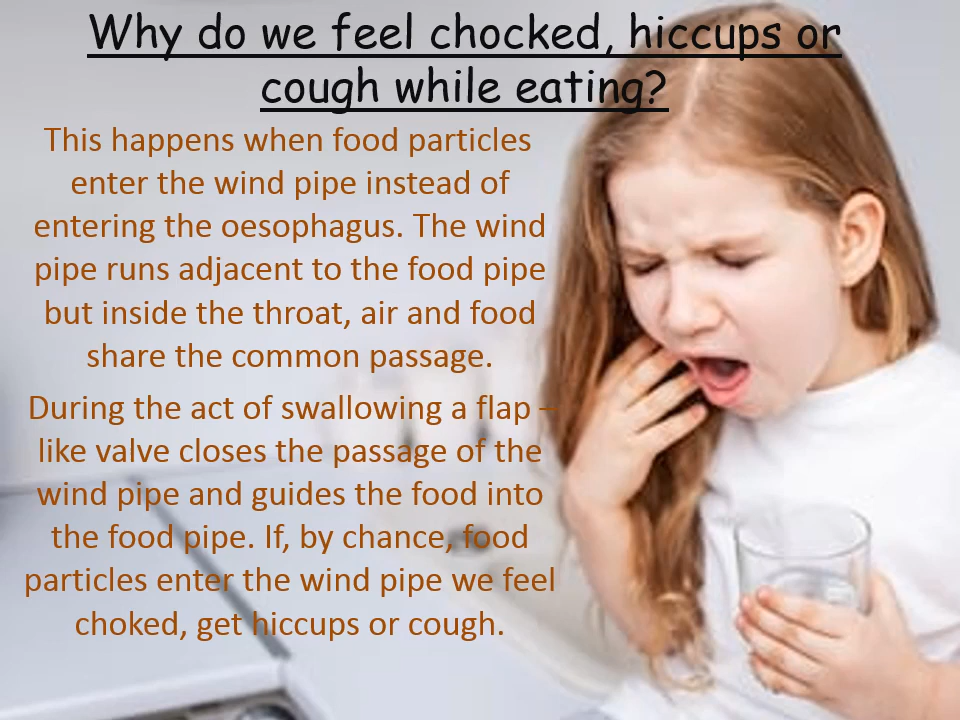 Why do we feel chocked, hiccups or
cough while eating?
This happens when food particles
enter the wind pipe instead of
entering the oesophagus. The wind
pipe runs adjacent to the food pipe
but inside the throat, air and food
share the common passage.
During the act of swallowing a flap –
like valve closes the passage of the
wind pipe and guides the food into
the food pipe. If, by chance, food
particles enter the wind pipe we feel
choked, get hiccups or cough.